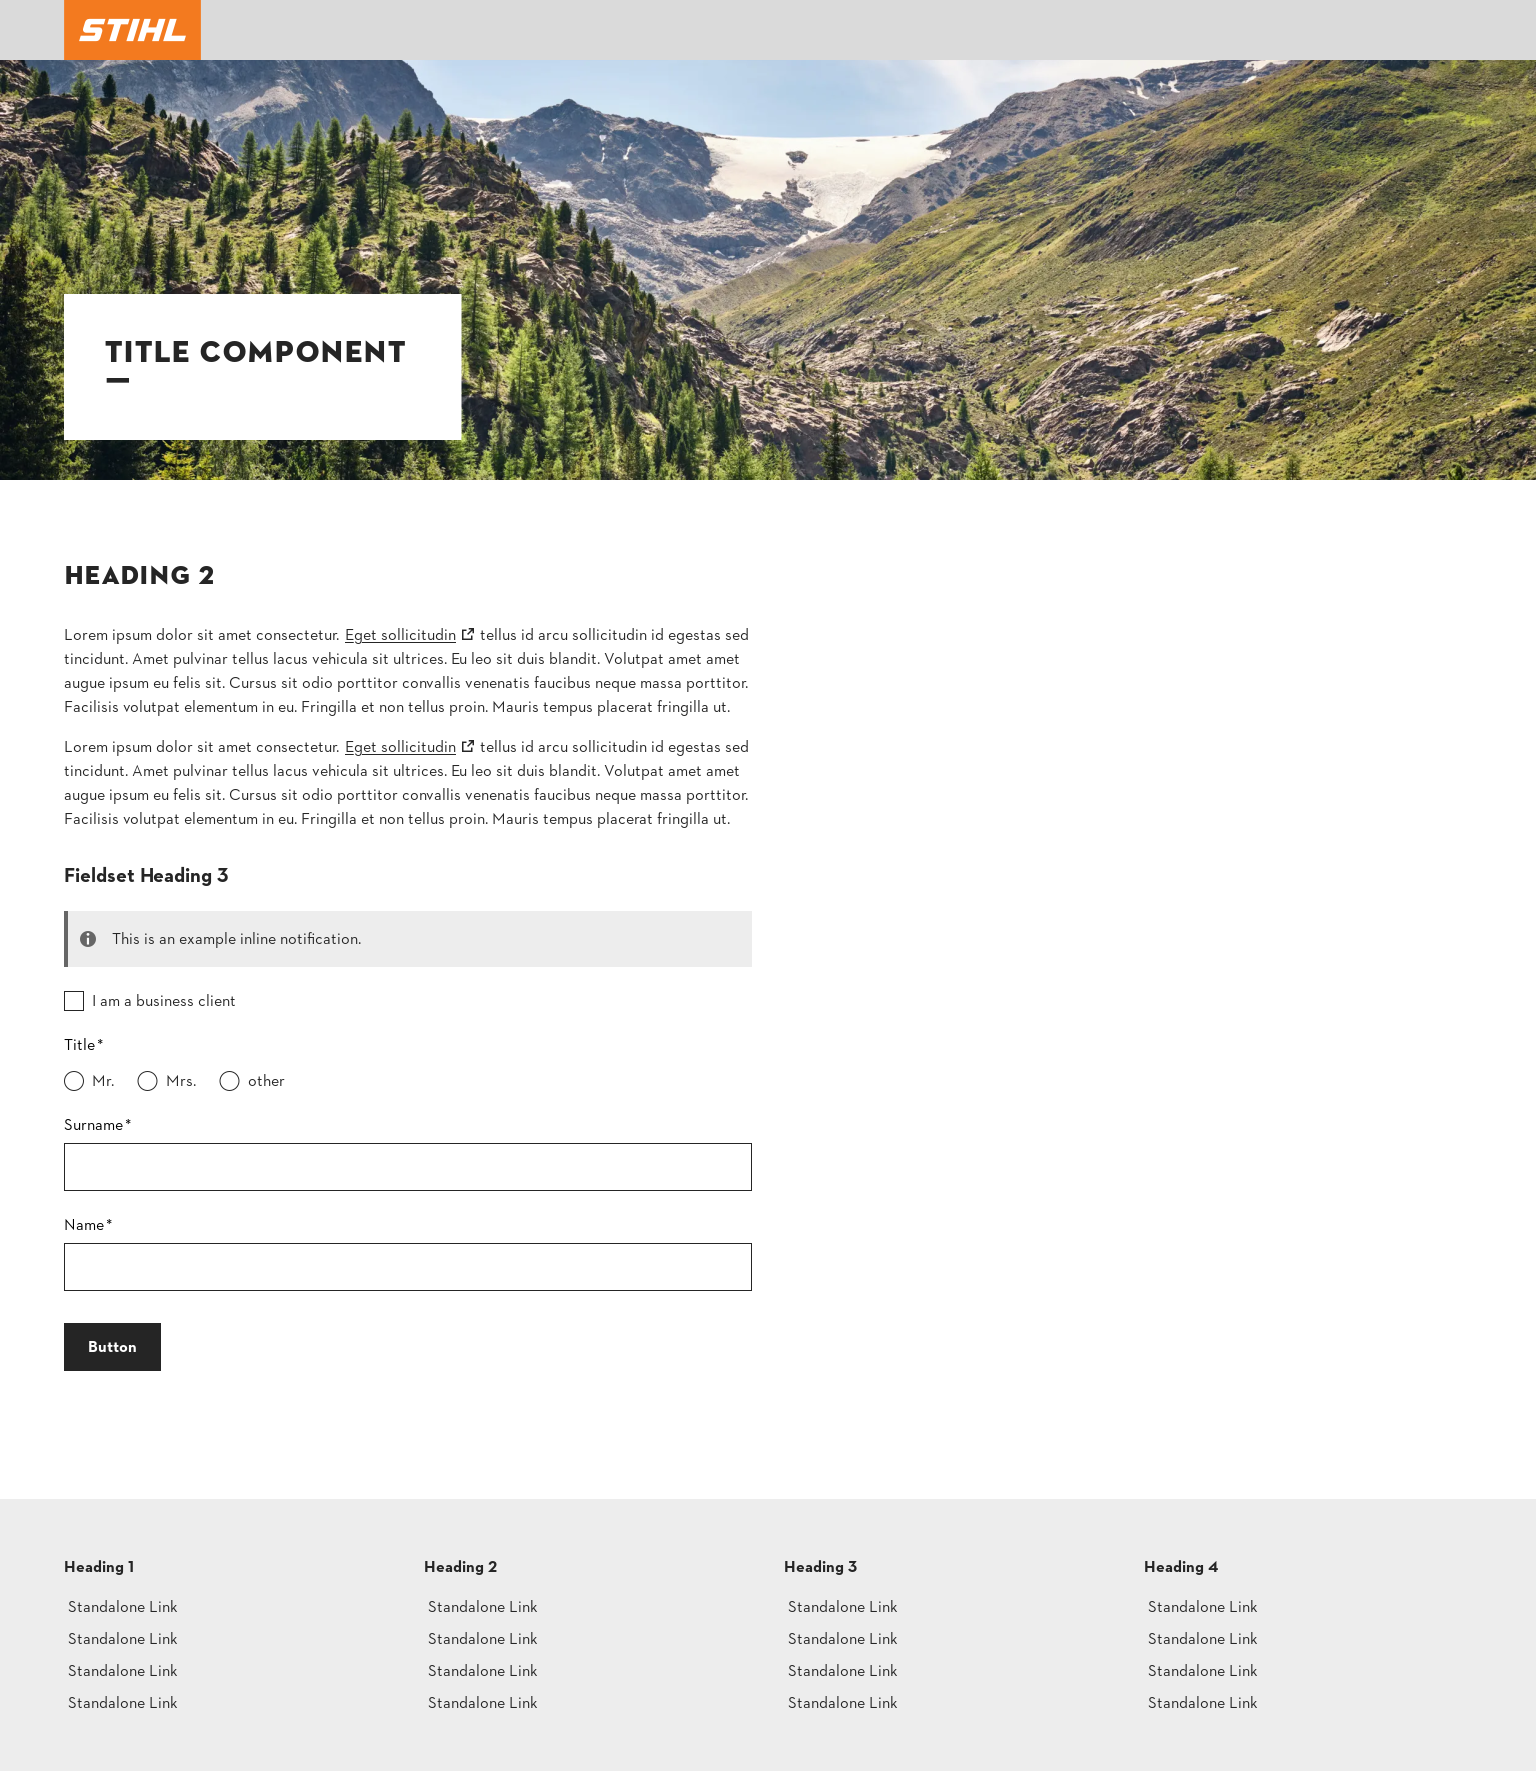 STIHL
TITLE COMPONENT
HEADING 2
Lorem ipsum dolor sit amet consectetur. Eget sollicitudin tellus id arcu sollicitudin id egestas sed
tincidunt. Amet pulvinar tellus lacus vehicula sit ultrices. Eu leo sit duis blandit. Volutpat amet amet
augue ipsum eu felis sit. Cursus sit odio porttitor convallis venenatis faucibus neque massa porttitor.
Facilisis volutpat elementum in eu. Fringilla et non tellus proin. Mauris tempus placerat fringilla ut.
Lorem ipsum dolor sit amet consectetur. Eget sollicitudin tellus id arcu sollicitudin id egestas sed
tincidunt. Amet pulvinar tellus lacus vehicula sit ultrices. Eu leo sit duis blandit. Volutpat amet amet
augue ipsum eu felis sit. Cursus sit odio porttitor convallis venenatis faucibus neque massa porttitor.
Facilisis volutpat elementum in eu. Fringilla et non tellus proin. Mauris tempus placerat fringilla ut.
Fieldset Heading 3
This is an example inline notification.
I am a business client
Title*
Mr. Mrs. other
Surname*
Name*
Button
Heading 1
Standalone Link
Standalone Link
Standalone Link
Standalone Link
Heading 2
Standalone Link
Standalone Link
Standalone Link
Standalone Link
Heading 3
Standalone Link
Standalone Link
Standalone Link
Standalone Link
Heading 4
Standalone Link
Standalone Link
Standalone Link
Standalone Link